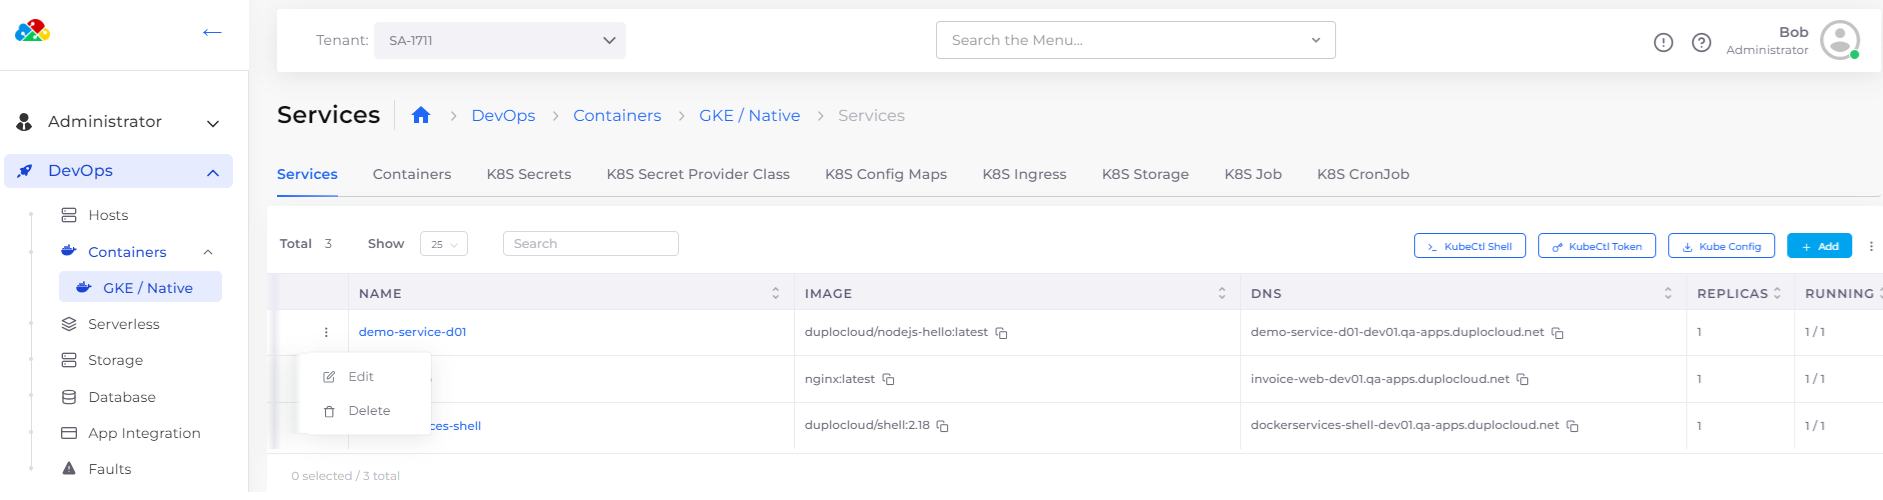 Tenant: SA-1711
Search the Menu...
Bob
Administrator
Administrator
DevOps
Hosts
Containers
GKE / Native
Serverless
Storage
Database
App Integration
Faults
Services DevOps Containers GKE / Native Services
Services Containers K8S Secrets K8S Secret Provider Class K8S Config Maps K8S Ingress K8S Storage K8S Job K8S CronJob
Total 3 Show 25 Search KubeCtl Shell KubeCtl Token Kube Config + Add
NAME IMAGE DNS REPLICAS RUNNING
demo-service-d01 duplocloud/nodejs-hello:latest demo-service-d01-dev01.qa-apps.duplocloud.net 1 1 / 1
Edit
nginx:latest invoice-web-dev01.qa-apps.duplocloud.net 1 1 / 1
Delete
ces-shell duplocloud/shell:2.18 dockerservices-shell-dev01.qa-apps.duplocloud.net 1 1 / 1
0 selected / 3 total